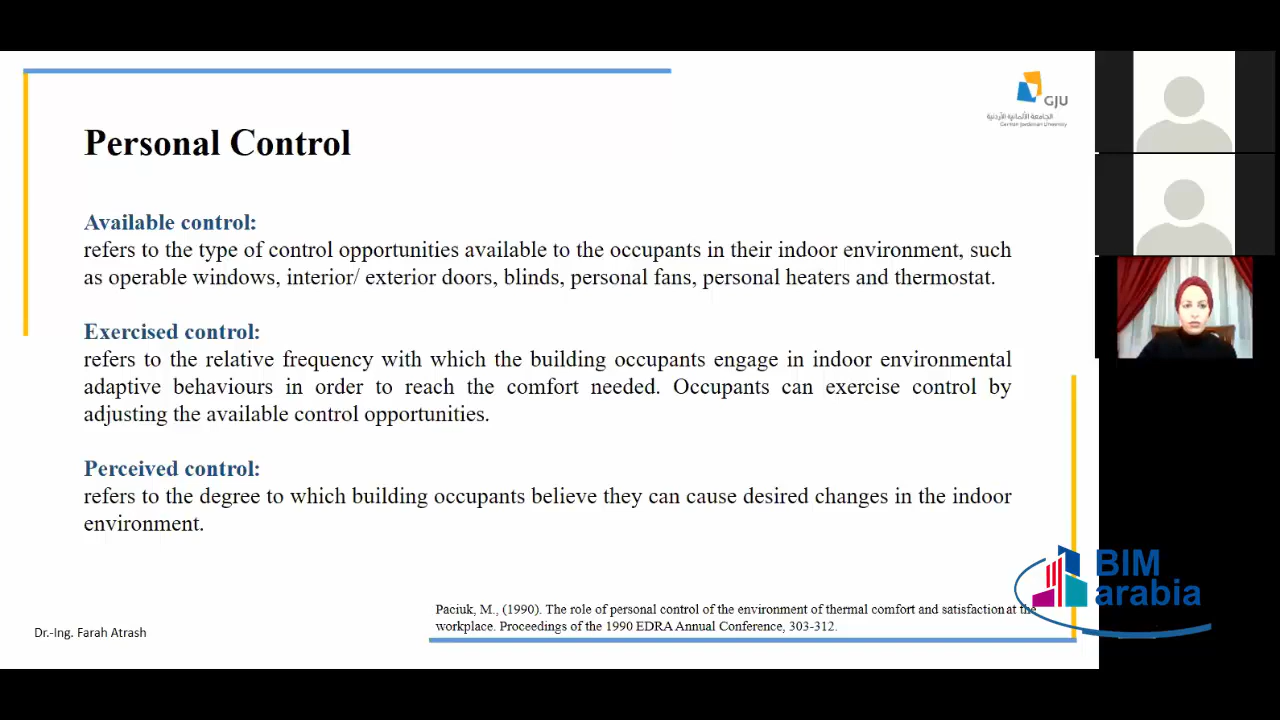 GJU
الجامعة الألمانية الأردنية
German Jordanian University
Personal Control
Available control:
refers to the type of control opportunities available to the occupants in their indoor environment, such
as operable windows, interior/ exterior doors, blinds, personal fans, personal heaters and thermostat.
Exercised control:
refers to the relative frequency with which the building occupants engage in indoor environmental
adaptive behaviours in order to reach the comfort needed. Occupants can exercise control by
adjusting the available control opportunities.
Perceived control:
refers to the degree to which building occupants believe they can cause desired changes in the indoor
environment.
Paciuk, M., (1990). The role of personal control of the environment of thermal comfort and satisfaction at the
workplace. Proceedings of the 1990 EDRA Annual Conference, 303-312.
Dr.-Ing. Farah Atrash
BIM
arabia